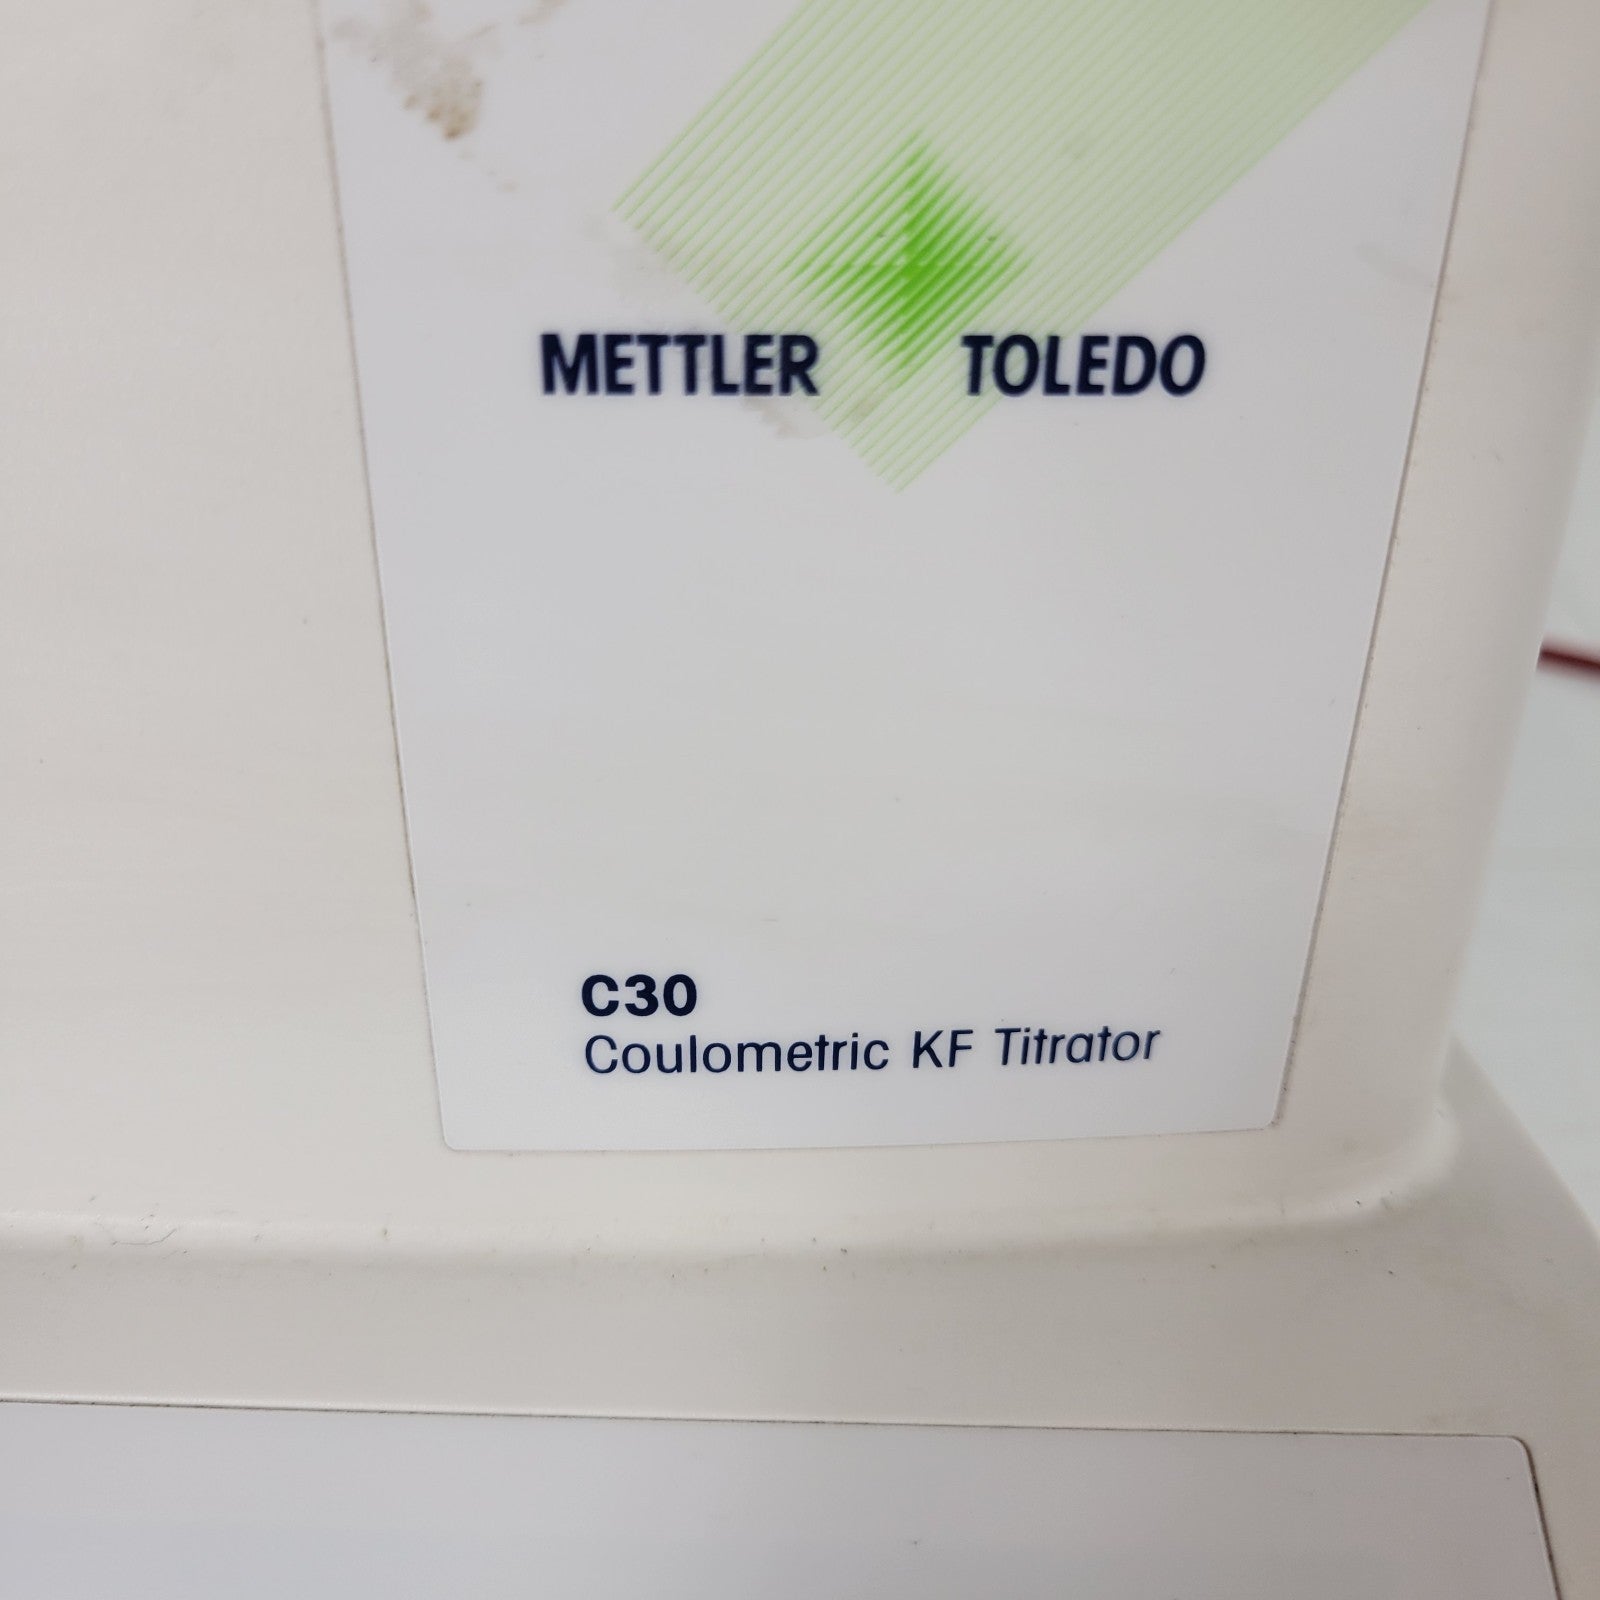 METTLER TOLEDO
C30
Coulometric KF Titrator